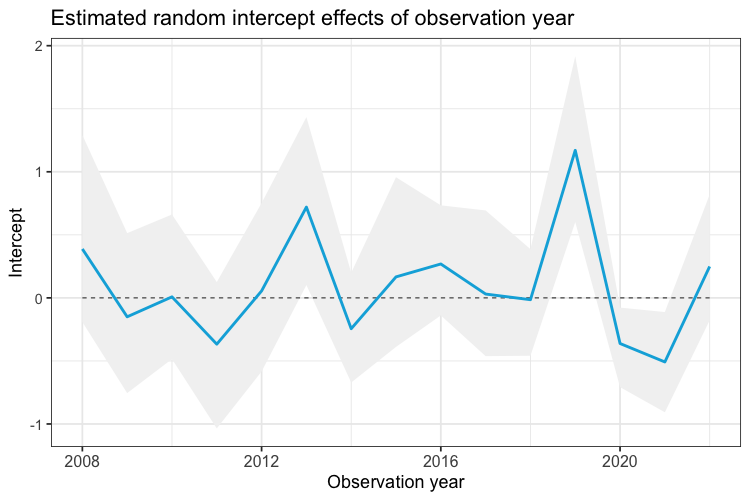 Estimated random intercept effects of observation year
2
1
0
-1
Intercept
2008 2012 2016 2020
Observation year